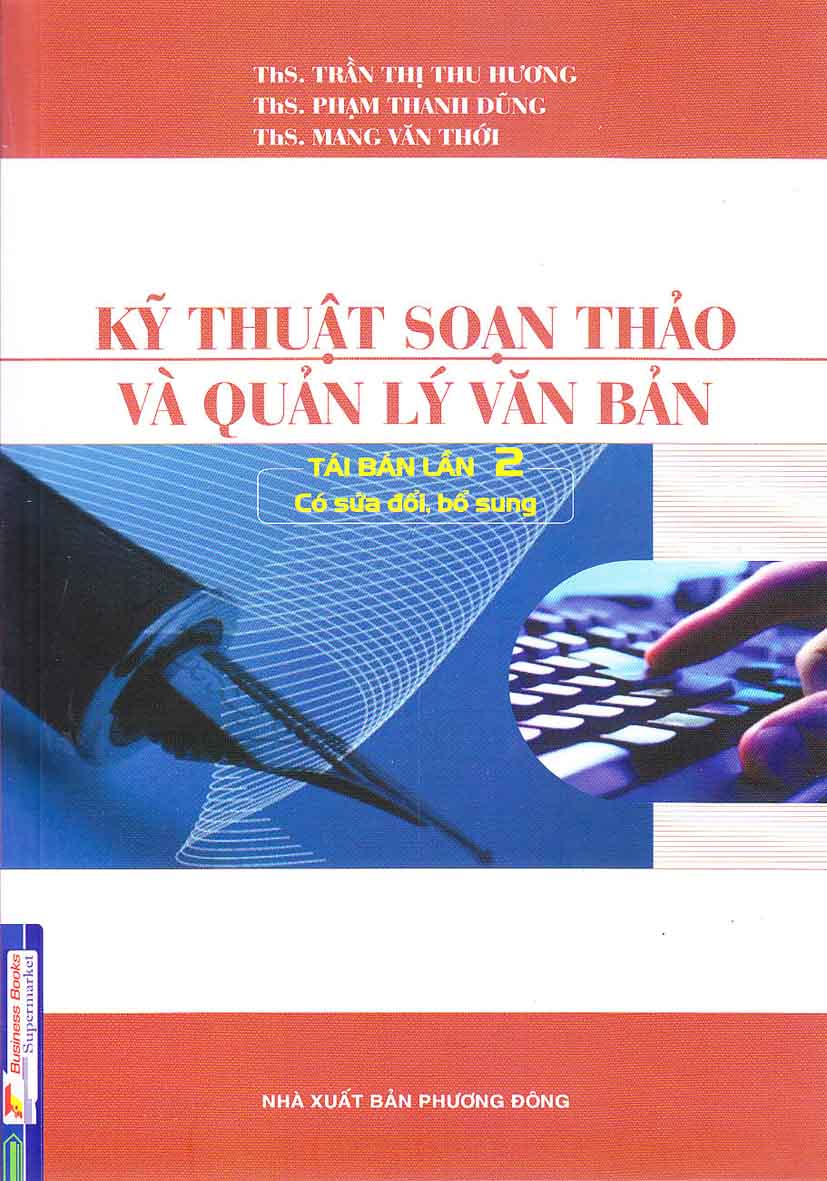 ThS. TRẦN THỊ THU HƯƠNG
ThS. PHẠM THANH DŨNG
ThS. MANG VĂN THỚI
KỸ THUẬT SOẠN THẢO
VÀ QUẢN LÝ VĂN BẢN
TÁI BẢN LẦN 2
Có sửa đổi, bổ sung
Business Books
Supermarket
NHÀ XUẤT BẢN PHƯƠNG ĐÔNG